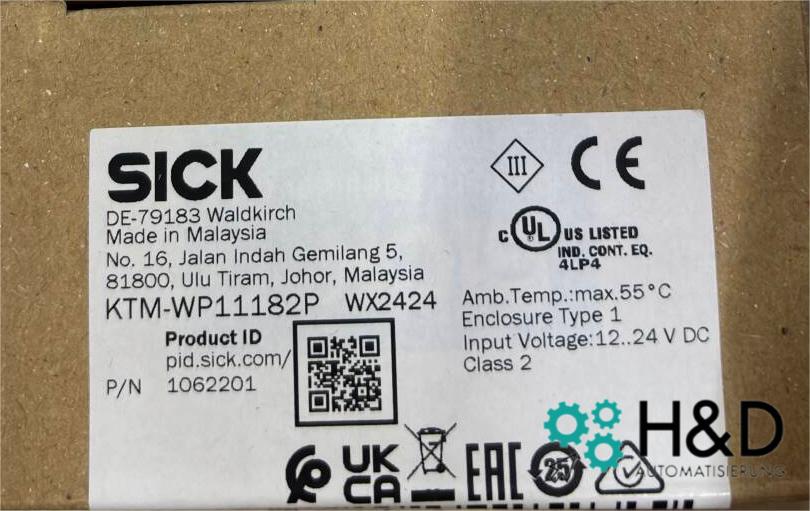 SICK
DE-79183 Waldkirch
Made in Malaysia
No. 16, Jalan Indah Gemilang 5,
81800, Ulu Tiram, Johor, Malaysia
KTM-WP11182P WX2424
Product ID
pid.sick.com/
P/N 1062201
III
CE
c UL US LISTED
IND. CONT. EQ.
4LP4
Amb.Temp.:max.55°C
Enclosure Type 1
Input Voltage:12..24 V DC
Class 2
UK
CA
EAC
25
H&D
AUTOMATISIERUNG